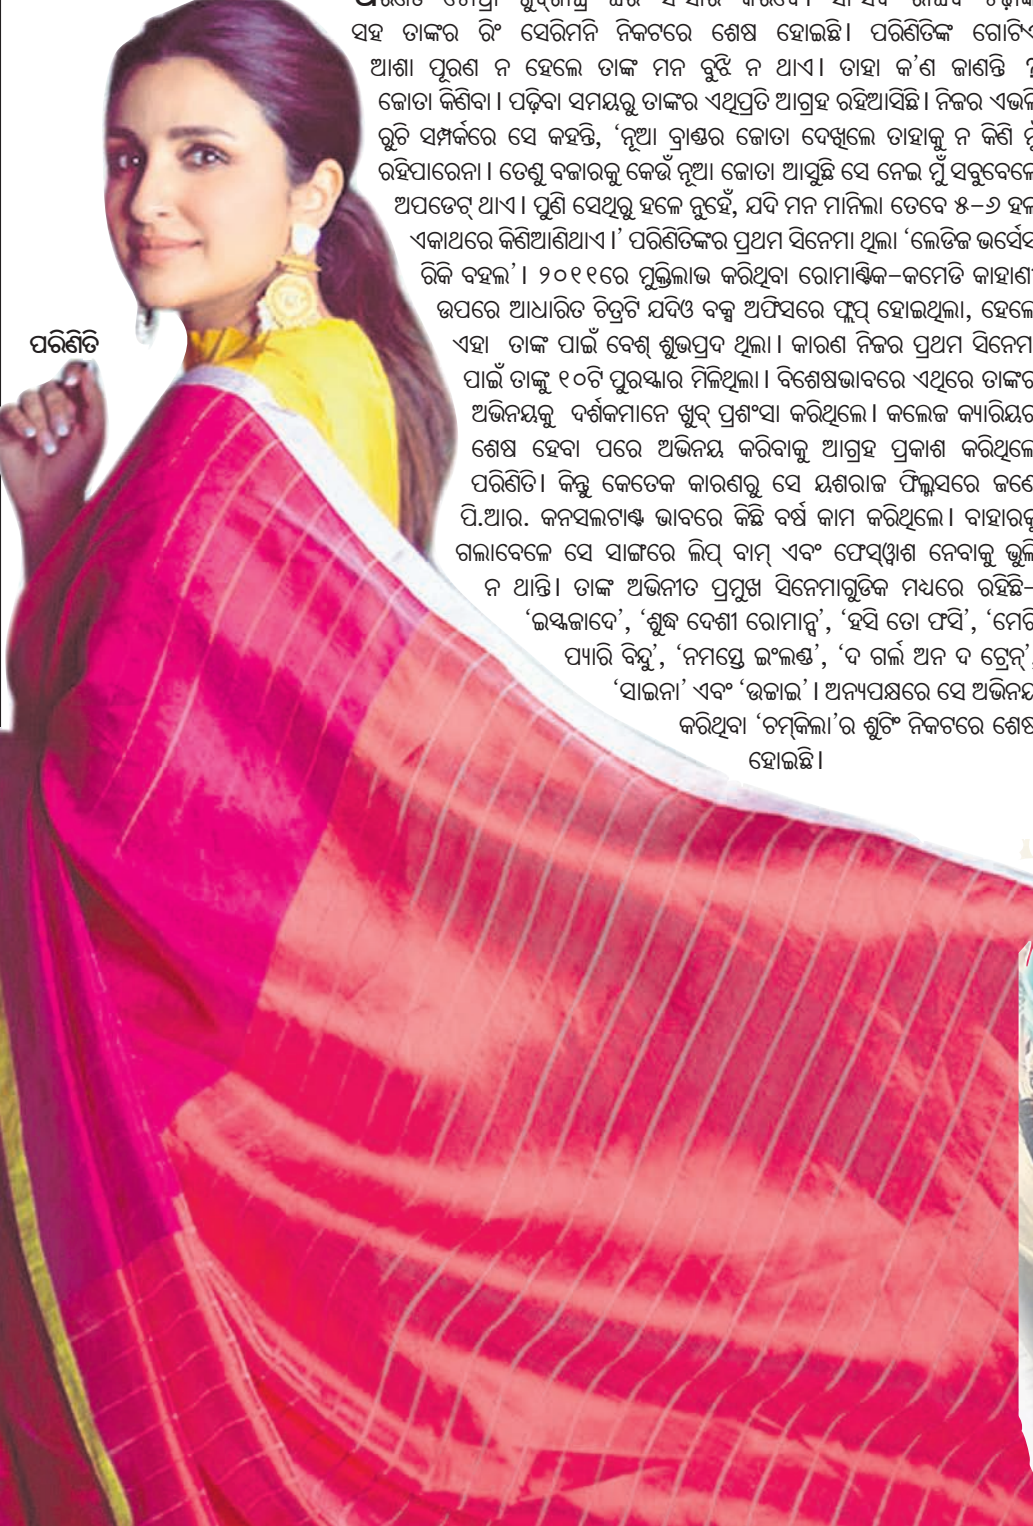 ସହ ତାଙ୍କର ରିଂ ସେରିମନି ନିକଟରେ ଶେଷ ହୋଇଛି। ପରିଣିତିଙ୍କ ଗୋଟିଏ
ଆଶା ପୂରଣ ନ ହେଲେ ତାଙ୍କ ମନ ବୁଝି ନ ଥାଏ। ତାହା କ'ଣ ଜାଣନ୍ତି ?
ଜୋତା କିଣିବା। ପଢ଼ିବା ସମୟରୁ ତାଙ୍କର ଏଥିପ୍ରତି ଆଗ୍ରହ ରହିଆସିଛି। ନିଜର ଏଭଳି
ରୁଚି ସମ୍ପର୍କରେ ସେ କହନ୍ତି, ‘ନୂଆ ବ୍ରାଣ୍ଡର ଜୋତା ଦେଖିଲେ ତାହାକୁ ନ କିଣି ମୁଁ
ରହିପାରେନା। ତେଣୁ ବଜାରକୁ କେଉଁ ନୂଆ ଜୋତା ଆସୁଛି ସେ ନେଇ ମୁଁ ସବୁବେଳେ
ଅପଡେଟ୍ ଥାଏ। ପୁଣି ସେଥିରୁ ହଳେ ନୁହେଁ, ଯଦି ମନ ମାନିଲା ତେବେ ୫–୬ ହଳ
ଏକାଥରେ କିଣିଆଣିଥାଏ।’ ପରିଣିତିଙ୍କର ପ୍ରଥମ ସିନେମା ଥିଲା ‘ଲେଡିଜ ଭର୍ସେସ
ରିକି ବହଲ’। ୨୦୧୧ରେ ମୁକ୍ତିଲାଭ କରିଥିବା ରୋମାଣ୍ଟିକ–କମେଡି କାହାଣୀ
ଉପରେ ଆଧାରିତ ଚିତ୍ରଟି ଯଦିଓ ବକ୍ସ ଅଫିସରେ ଫ୍ଲପ୍ ହୋଇଥିଲା, ହେଲେ
ପରିଣିତି
ଏହା ତାଙ୍କ ପାଇଁ ବେଶ୍ ଶୁଭପ୍ରଦ ଥିଲା। କାରଣ ନିଜର ପ୍ରଥମ ସିନେମା
ପାଇଁ ତାଙ୍କୁ ୧୦ଟି ପୁରସ୍କାର ମିଳିଥିଲା। ବିଶେଷଭାବରେ ଏଥିରେ ତାଙ୍କର
ଅଭିନୟକୁ ଦର୍ଶକମାନେ ଖୁବ୍ ପ୍ରଶଂସା କରିଥିଲେ। କଲେଜ କ୍ୟାରିୟର
ଶେଷ ହେବା ପରେ ଅଭିନୟ କରିବାକୁ ଆଗ୍ରହ ପ୍ରକାଶ କରିଥିଲେ
ପରିଣିତି। କିନ୍ତୁ କେତେକ କାରଣରୁ ସେ ୟଶରାଜ ଫିଲ୍ମସରେ ଜଣେ
ପି.ଆର. କନସଲଟାଣ୍ଟ ଭାବରେ କିଛି ବର୍ଷ କାମ କରିଥିଲେ। ବାହାରକୁ
ଗଲାବେଳେ ସେ ସାଙ୍ଗରେ ଲିପ୍ ବାମ୍ ଏବଂ ଫେସ୍‌ୱାଶ ନେବାକୁ ଭୁଲି
ନ ଥାନ୍ତି। ତାଙ୍କ ଅଭିନୀତ ପ୍ରମୁଖ ସିନେମାଗୁଡିକ ମଧ୍ୟରେ ରହିଛି–
‘ଇସ୍କଜାଦେ’, ‘ଶୁଦ୍ଧ ଦେଶୀ ରୋମାନ୍ସ’, ‘ହସି ତୋ ଫସି’, ‘ମେରି
ପ୍ୟାରି ବିନ୍ଦୁ’, ‘ନମସ୍ତେ ଇଂଲଣ୍ଡ’, ‘ଦ ଗର୍ଲ ଅନ ଦ ଟ୍ରେନ୍’,
‘ସାଇନା’ ଏବଂ ‘ଉଚ୍ଚାଇ’। ଅନ୍ୟପକ୍ଷରେ ସେ ଅଭିନୟ
କରିଥିବା ‘ଚମ୍‌କିଲା’ର ଶୁଟିଂ ନିକଟରେ ଶେଷ
ହୋଇଛି।